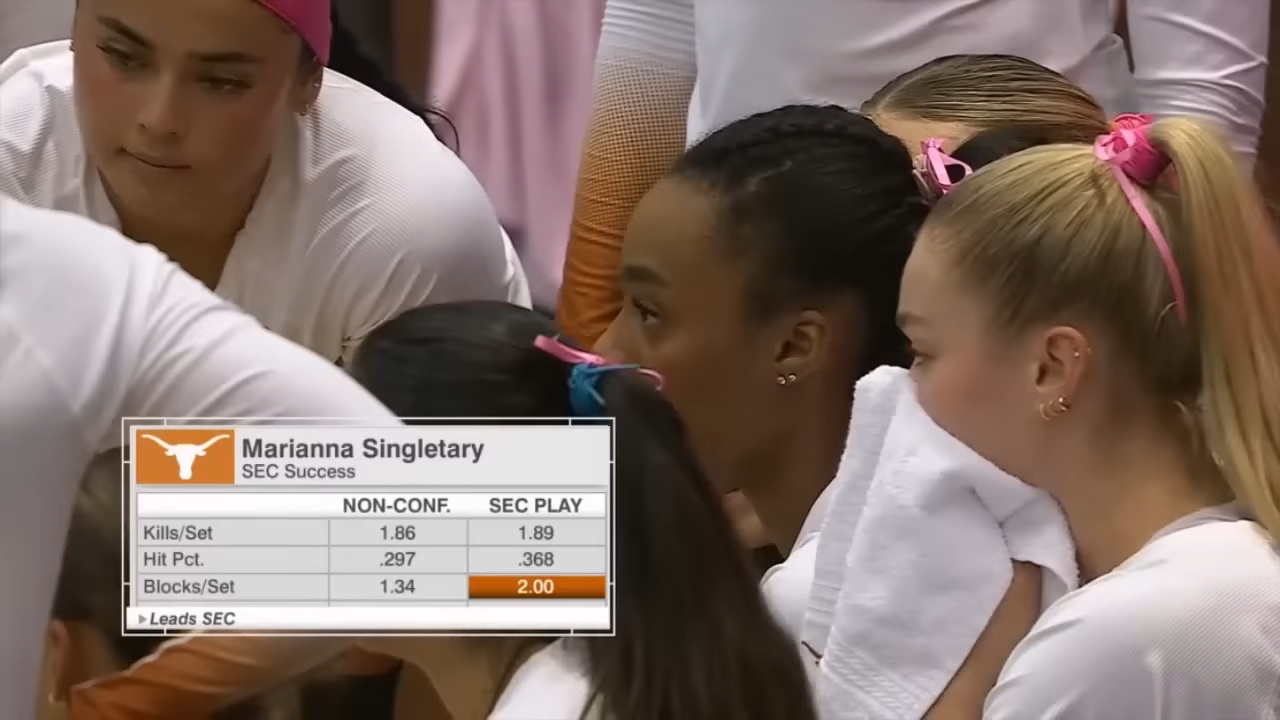 Marianna Singletary
SEC Success
NON-CONF. SEC PLAY
Kills/Set 1.86 1.89
Hit Pct. .297 .368
Blocks/Set 1.34 2.00
Leads SEC